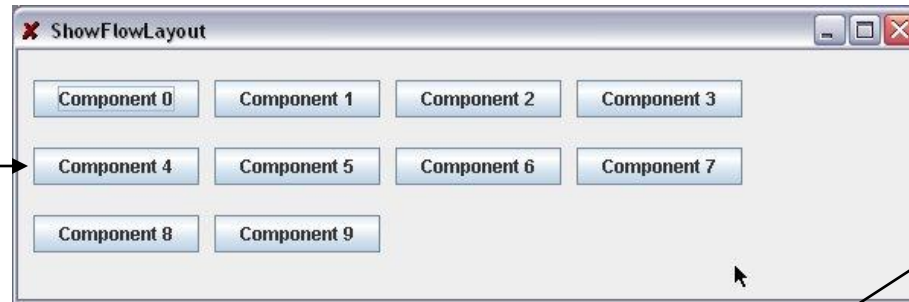 ShowFlowLayout
Component 0 Component 1 Component 2 Component 3
Component 4 Component 5 Component 6 Component 7
Component 8 Component 9